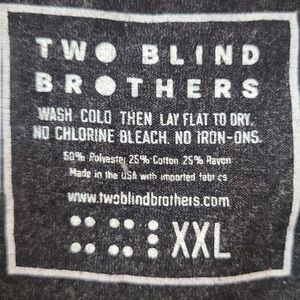 TWO BLIND
BROTHERS
WASH COLD THEN LAY FLAT TO DRY.
NO CHLORINE BLEACH. NO IRON-ONS.
50% Polyester 25% Cotton 25% Rayon
Made in the USA with imported fabrics
www.twoblindbrothers.com
XXL